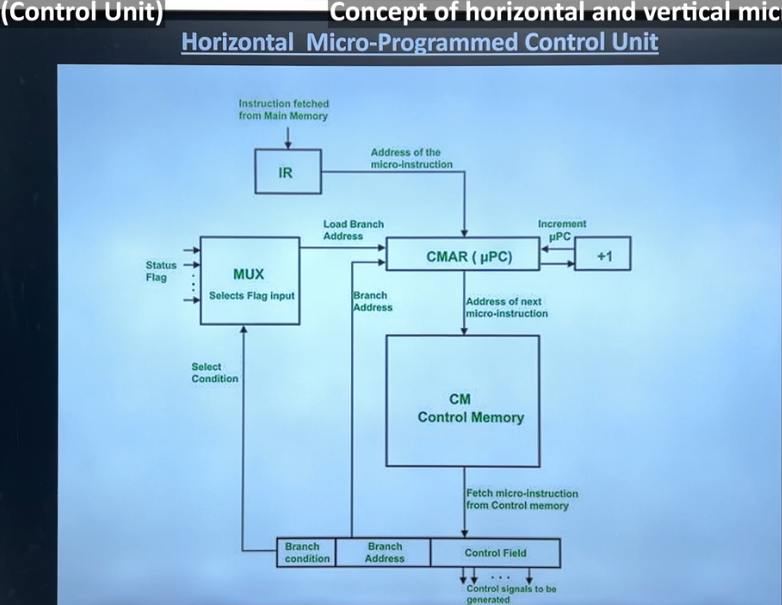 (Control Unit)
Concept of horizontal and vertical mic
Horizontal Micro-Programmed Control Unit
Instruction fetched
from Main Memory
IR
Address of the
micro-instruction
Load Branch
Address
Increment
μPC
CMAR ( μPC)
+1
Status
Flag
MUX
Selects Flag input
Branch
Address
Address of next
micro-instruction
Select
Condition
CM
Control Memory
Fetch micro-instruction
from Control memory
Branch
condition
Branch
Address
Control Field
Control signals to be
generated